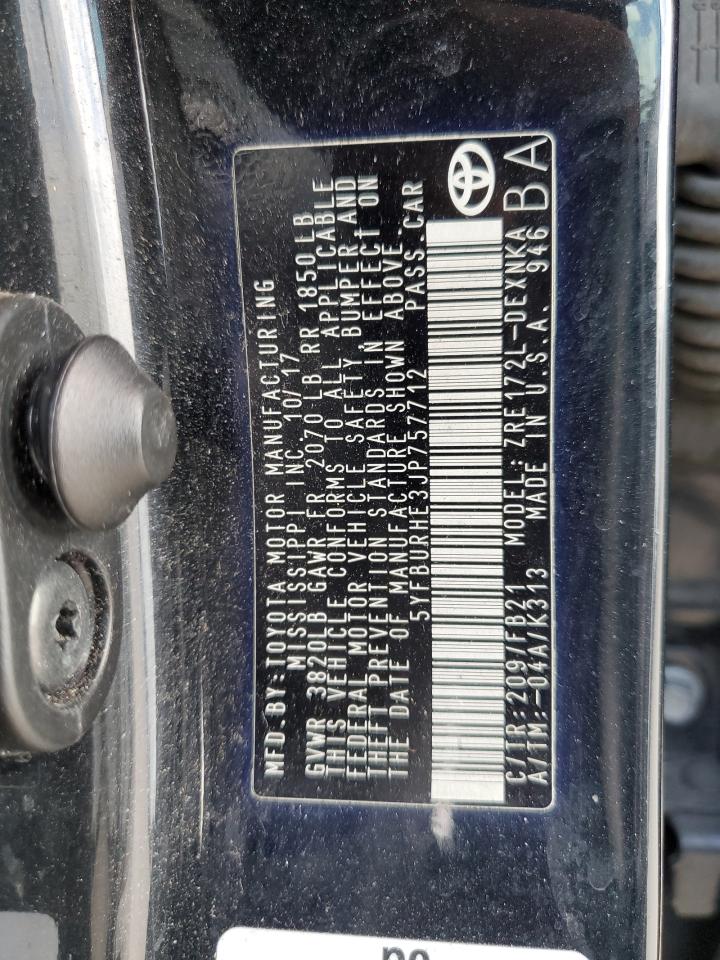 MFD.BY:TOYOTA MOTOR MANUFACTURING
MISSISSIPPI INC. 10/17
GVWR 3820LB GAWR FR 2070 LB RR 1850 LB
THIS VEHICLE CONFORMS TO ALL APPLICABLE
FEDERAL MOTOR VEHICLE SAFETY, BUMPER AND
THEFT PREVENTION STANDARDS IN EFFECT ON
THE DATE OF MANUFACTURE SHOWN ABOVE.
5YFBURHE3JP757712 PASS.CAR
C/TR:209/FB21 MODEL:ZRE172L-DEXNKA
A/TM:-04A/K313 MADE IN U.S.A. 946
BA